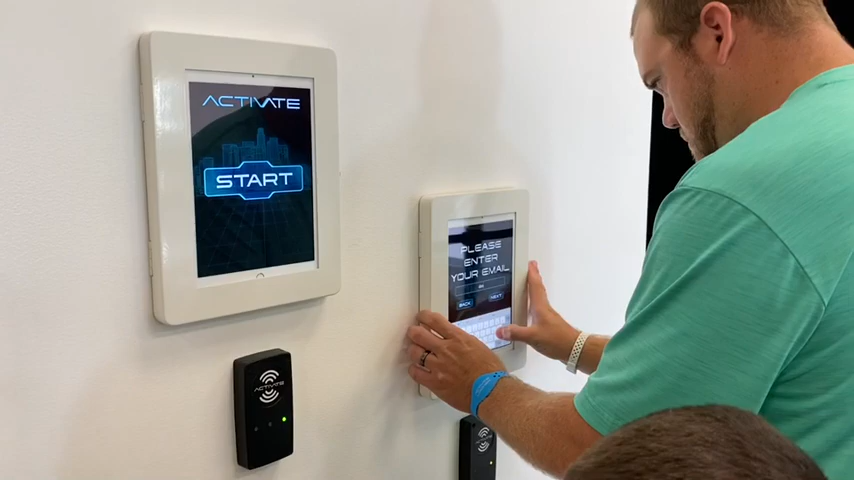 ACTIVATE
START
PLEASE
ENTER
YOUR EMAIL
BACK NEXT
ACTIVATE